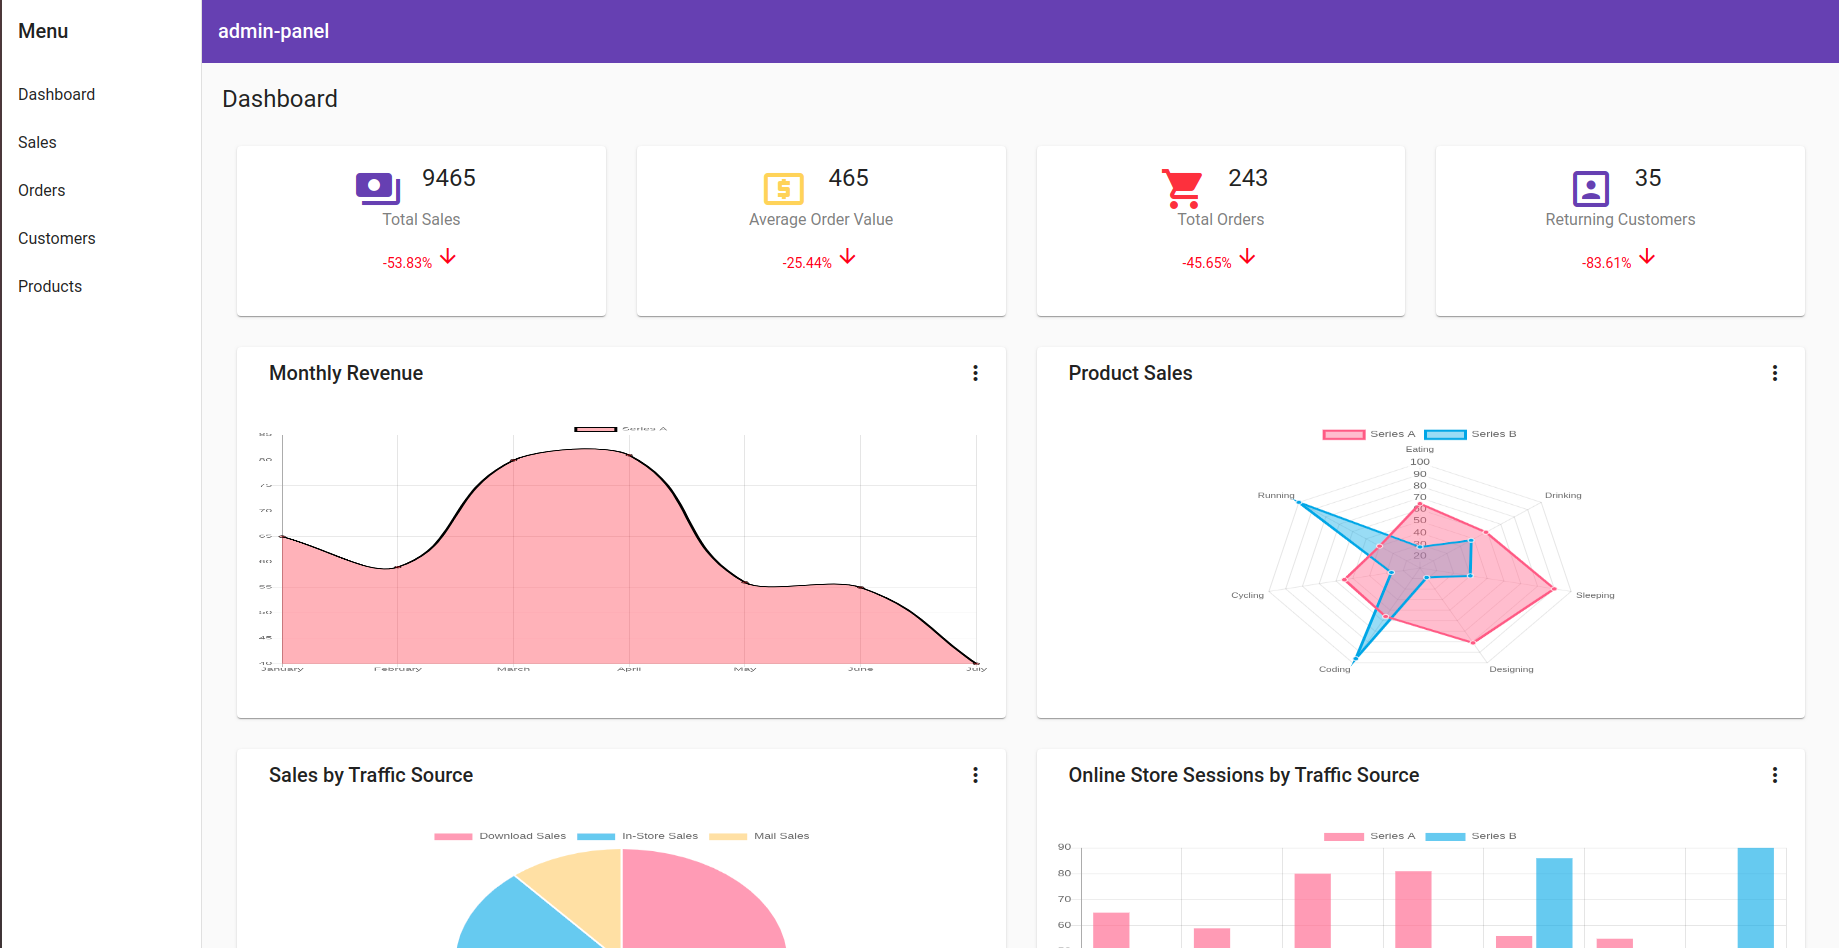 Menu
admin-panel
Dashboard
Sales
Orders
Customers
Products
Dashboard
9465
Total Sales
-53.83%
465
Average Order Value
-25.44%
243
Total Orders
-45.65%
35
Returning Customers
-83.61%
Monthly Revenue
Series A
85
80
75
70
65
60
55
50
45
40
January February March April May June July
Product Sales
Series A Series B
Eating
100
90
80
70
60
50
40
30
20
Running
Drinking
Cycling
Sleeping
Coding
Designing
Sales by Traffic Source
Download Sales In-Store Sales Mail Sales
Online Store Sessions by Traffic Source
Series A Series B
90
80
70
60